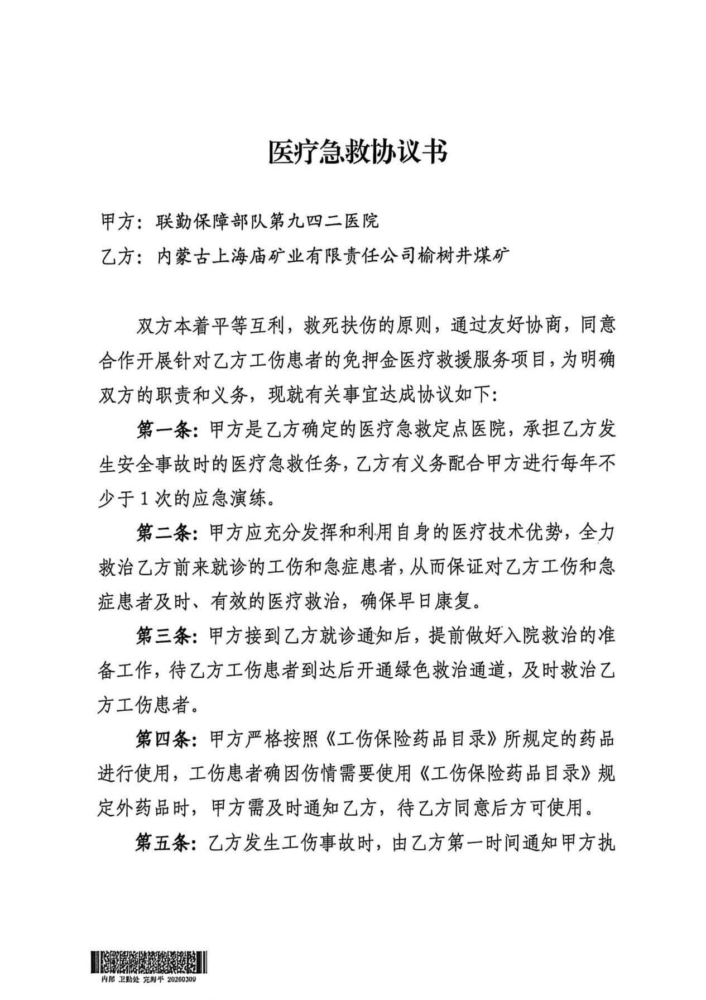 医疗急救协议书
甲方：联勤保障部队第九四二医院
乙方：内蒙古上海庙矿业有限责任公司榆树井煤矿
双方本着平等互利，救死扶伤的原则，通过友好协商，同意
合作开展针对乙方工伤患者的免押金医疗救援服务项目，为明确
双方的职责和义务，现就有关事宜达成协议如下：
第一条：甲方是乙方确定的医疗急救定点医院，承担乙方发
生安全事故时的医疗急救任务，乙方有义务配合甲方进行每年不
少于1次的应急演练。
第二条：甲方应充分发挥和利用自身的医疗技术优势，全力
救治乙方前来就诊的工伤和急症患者，从而保证对乙方工伤和急
症患者及时、有效的医疗救治，确保早日康复。
第三条：甲方接到乙方就诊通知后，提前做好入院救治的准
备工作，待乙方工伤患者到达后开通绿色救治通道，及时救治乙
方工伤患者。
第四条：甲方严格按照《工伤保险药品目录》所规定的药品
进行使用，工伤患者确因伤情需要使用《工伤保险药品目录》规
定外药品时，甲方需及时通知乙方，待乙方同意后方可使用。
第五条：乙方发生工伤事故时，由乙方第一时间通知甲方执
内部 卫勤处 完海平 20260309